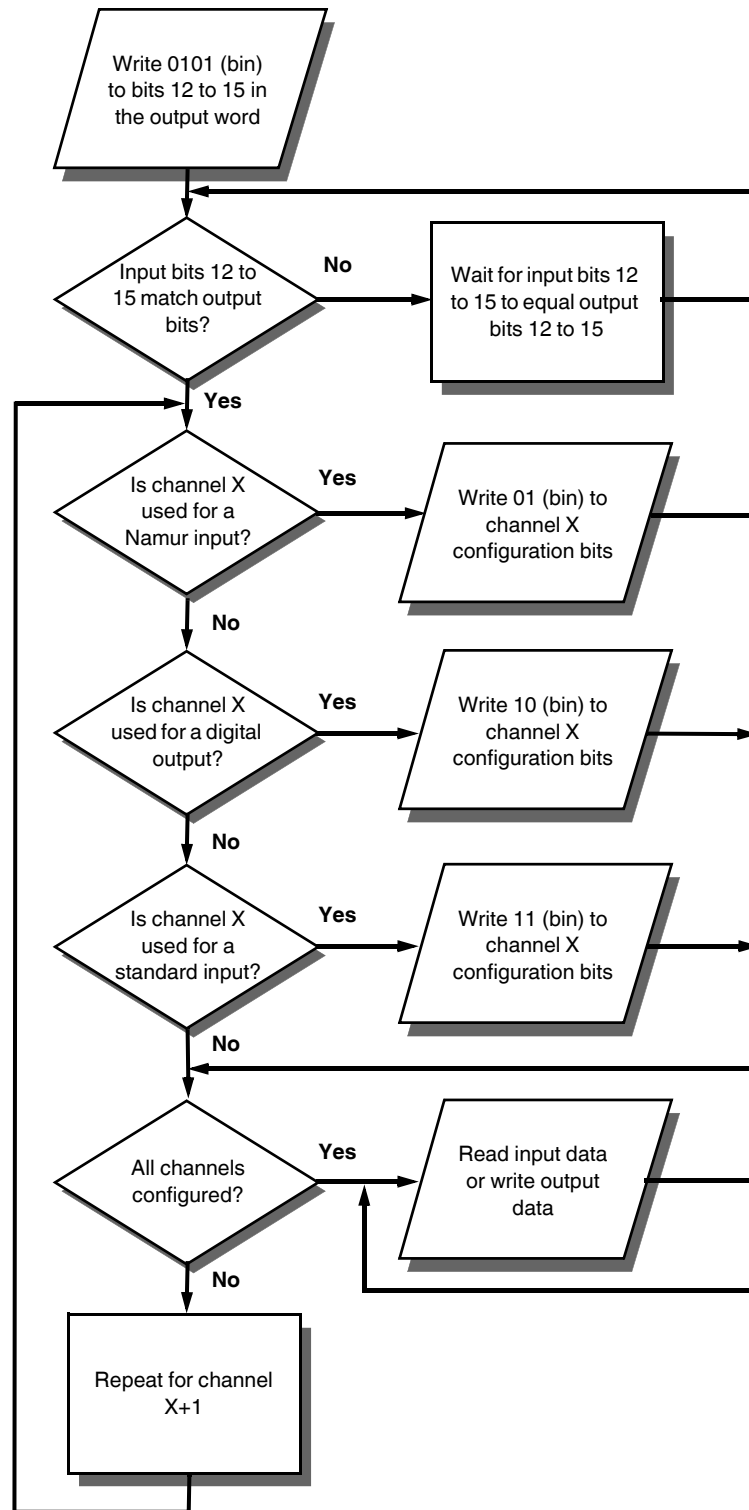 Write 0101 (bin)
to bits 12 to 15 in
the output word
Input bits 12 to
15 match output
bits?
No
Wait for input bits 12
to 15 to equal output
bits 12 to 15
Yes
Is channel X
used for a
Namur input?
Yes
Write 01 (bin) to
channel X
configuration bits
No
Is channel X
used for a digital
output?
Yes
Write 10 (bin) to
channel X
configuration bits
No
Is channel X
used for a
standard input?
Yes
Write 11 (bin) to
channel X
configuration bits
No
All channels
configured?
Yes
Read input data
or write output
data
No
Repeat for channel
X+1